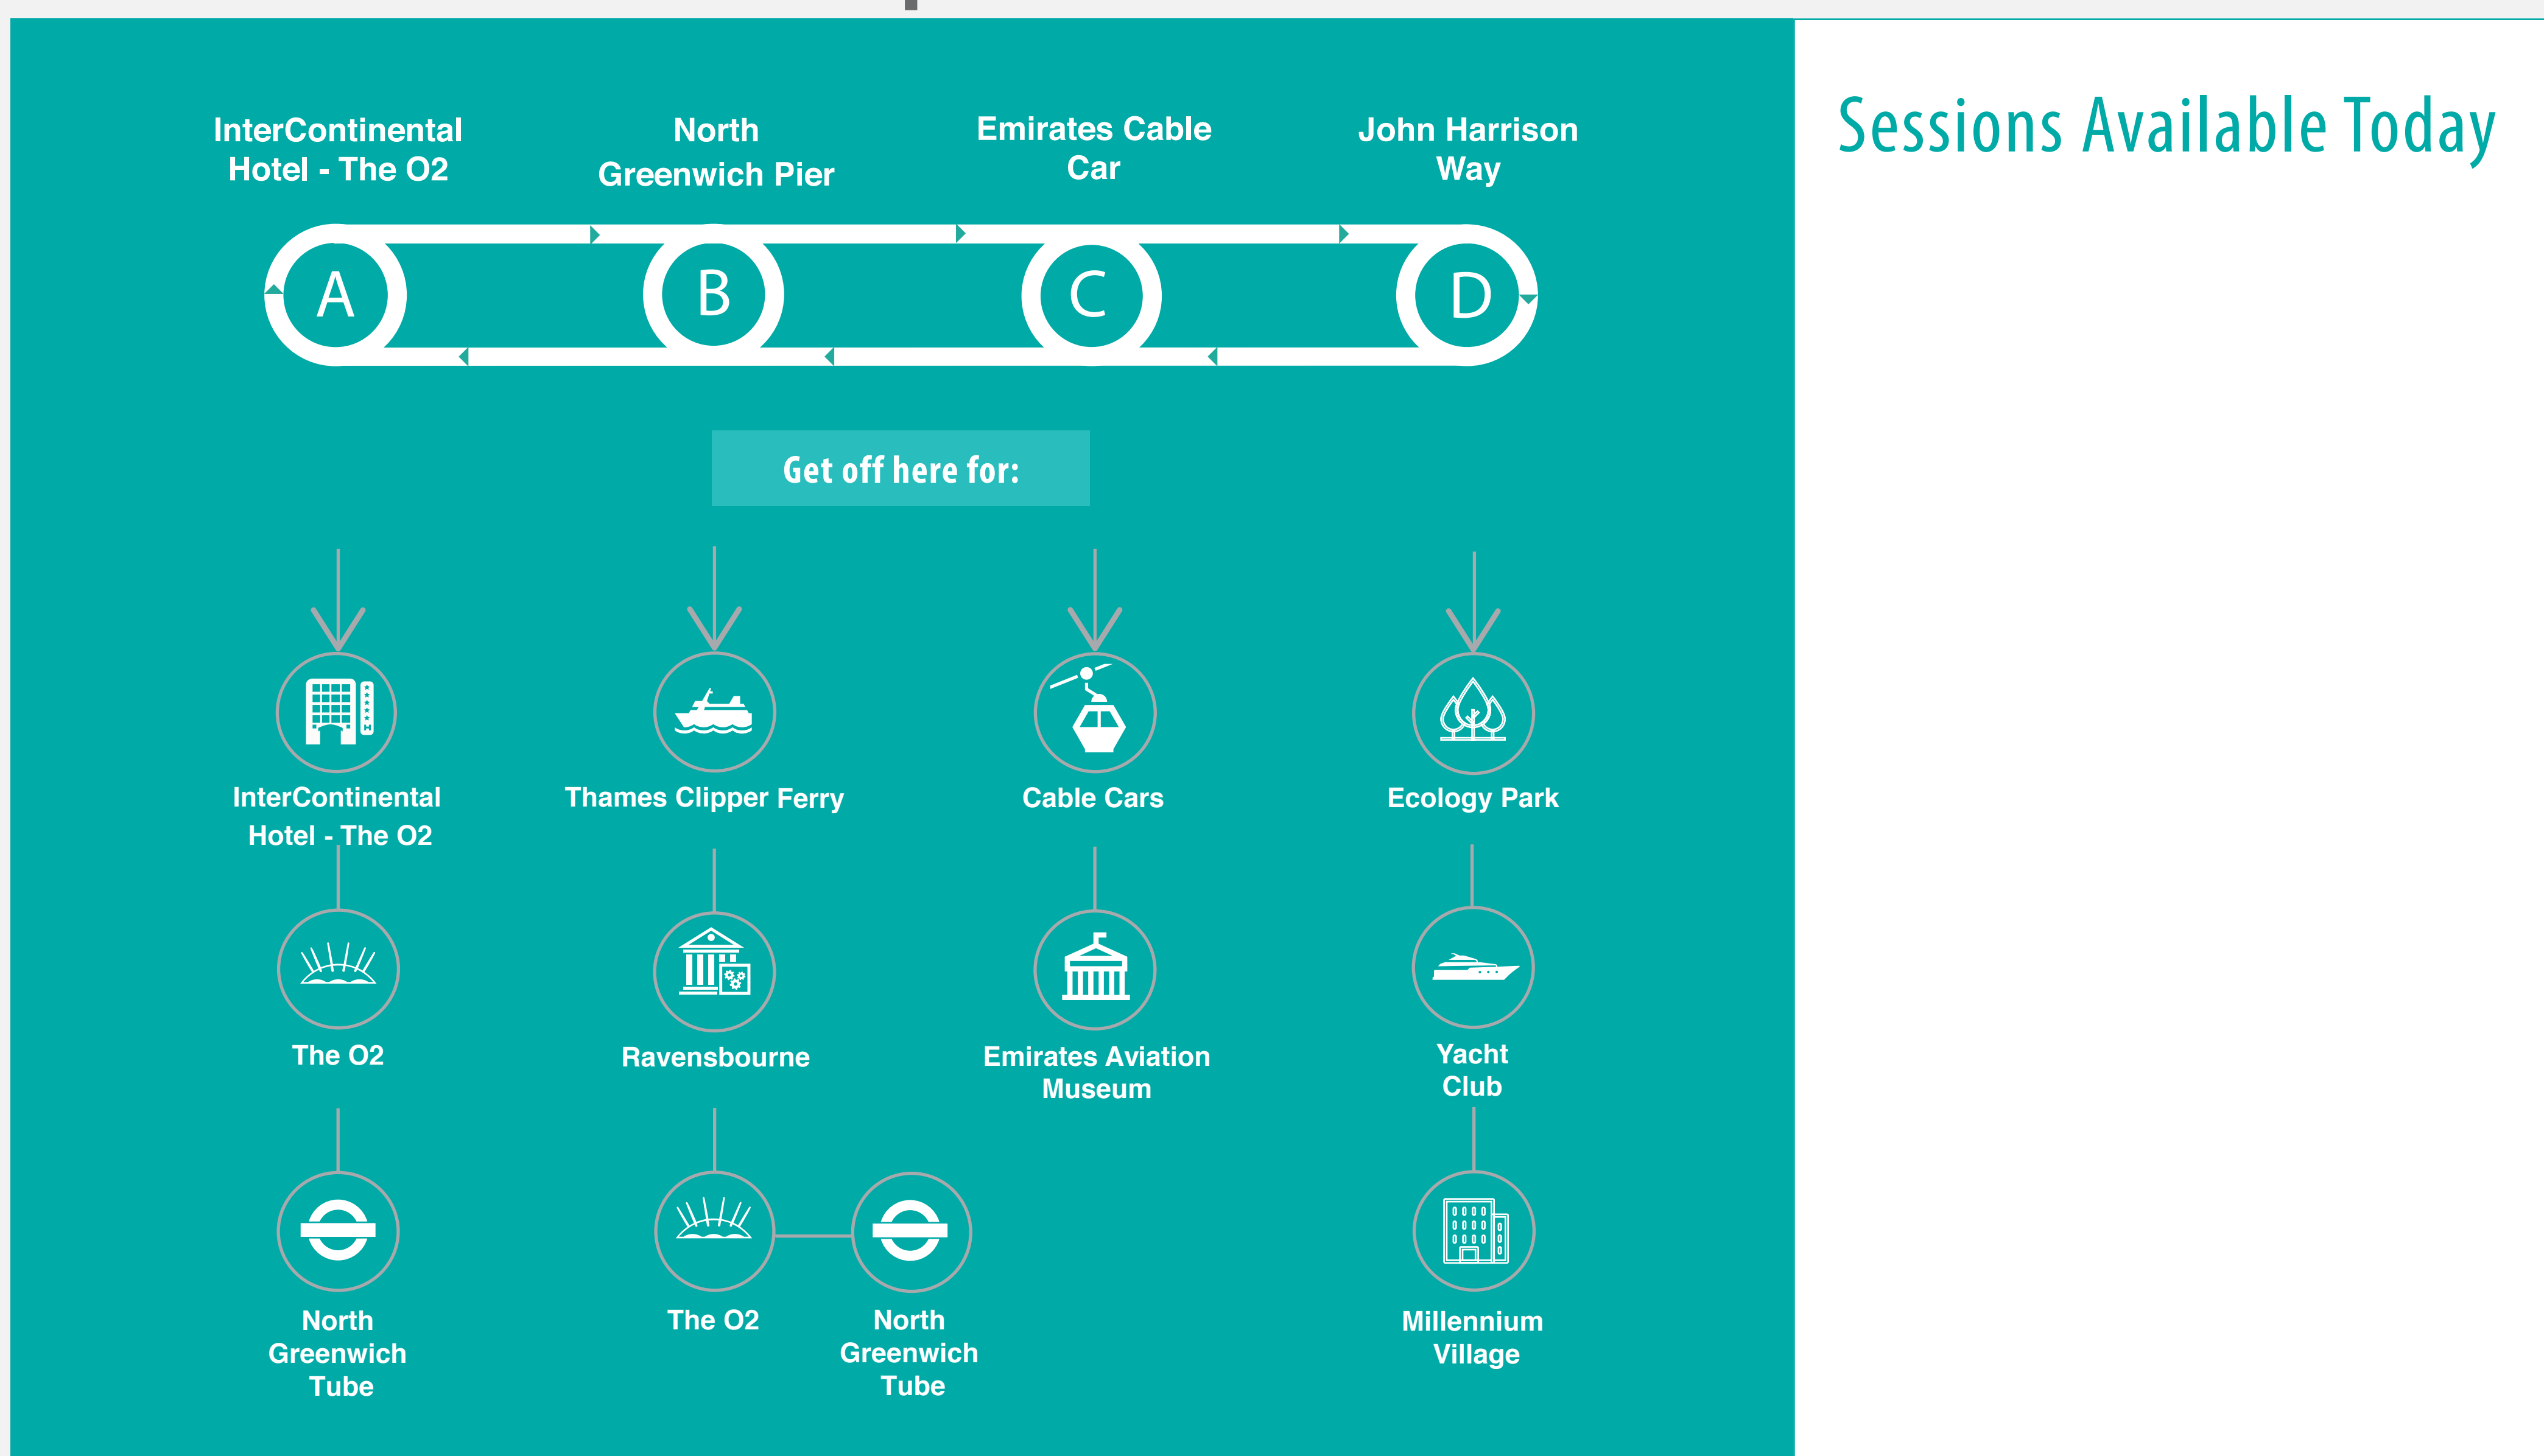 InterContinental
Hotel - The O2
North
Greenwich Pier
Emirates Cable
Car
John Harrison
Way
Sessions Available Today
A
B
C
D
Get off here for:
InterContinental
Hotel - The O2
Thames Clipper Ferry
Cable Cars
Ecology Park
The O2
Ravensbourne
Emirates Aviation
Museum
Yacht
Club
North
Greenwich
Tube
The O2
North
Greenwich
Tube
Millennium
Village